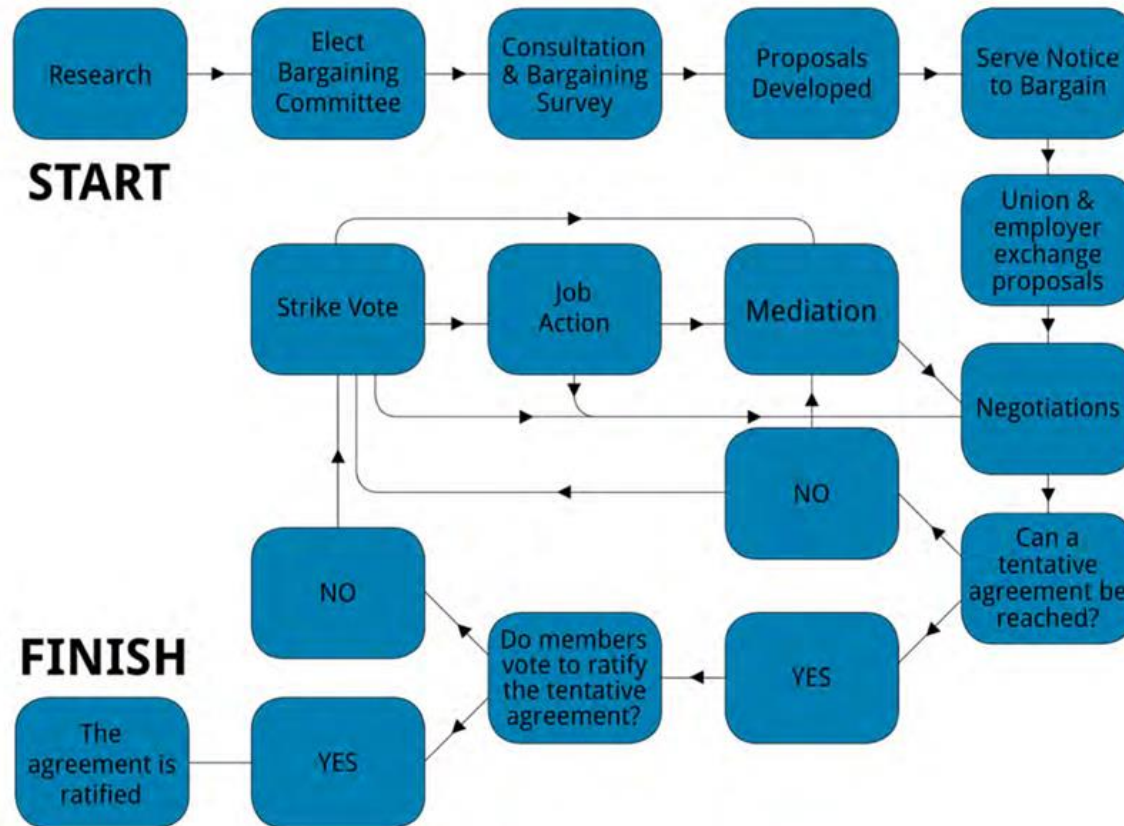 Research
Elect
Bargaining
Committee
Consultation
& Bargaining
Survey
Proposals
Developed
Serve Notice
to Bargain
START
Union &
employer
exchange
proposals
Strike Vote
Job
Action
Mediation
Negotiations
NO
Can a
tentative
agreement be
reached?
NO
Do members
vote to ratify
the tentative
agreement?
YES
FINISH
The
agreement is
ratified
YES